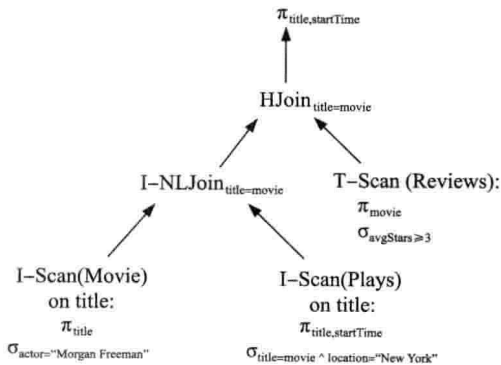 π title,startTime
HJoin title=movie
I–NLJoin title=movie
T–Scan (Reviews):
π movie
σ avgStars⩾3
I–Scan(Movie)
on title:
π title
σ actor="Morgan Freeman"
I–Scan(Plays)
on title:
π title,startTime
σ title=movie ^ location="New York"